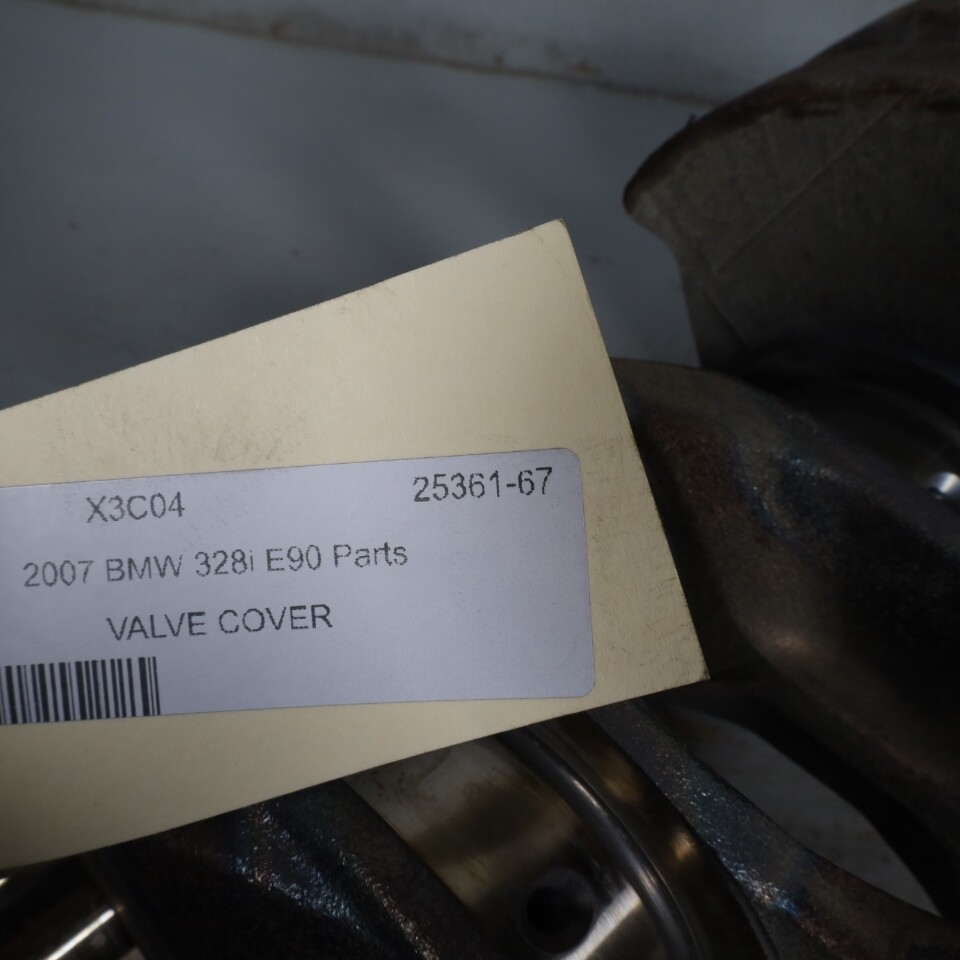 X3C04 25361-67
2007 BMW 328i E90 Parts
VALVE COVER